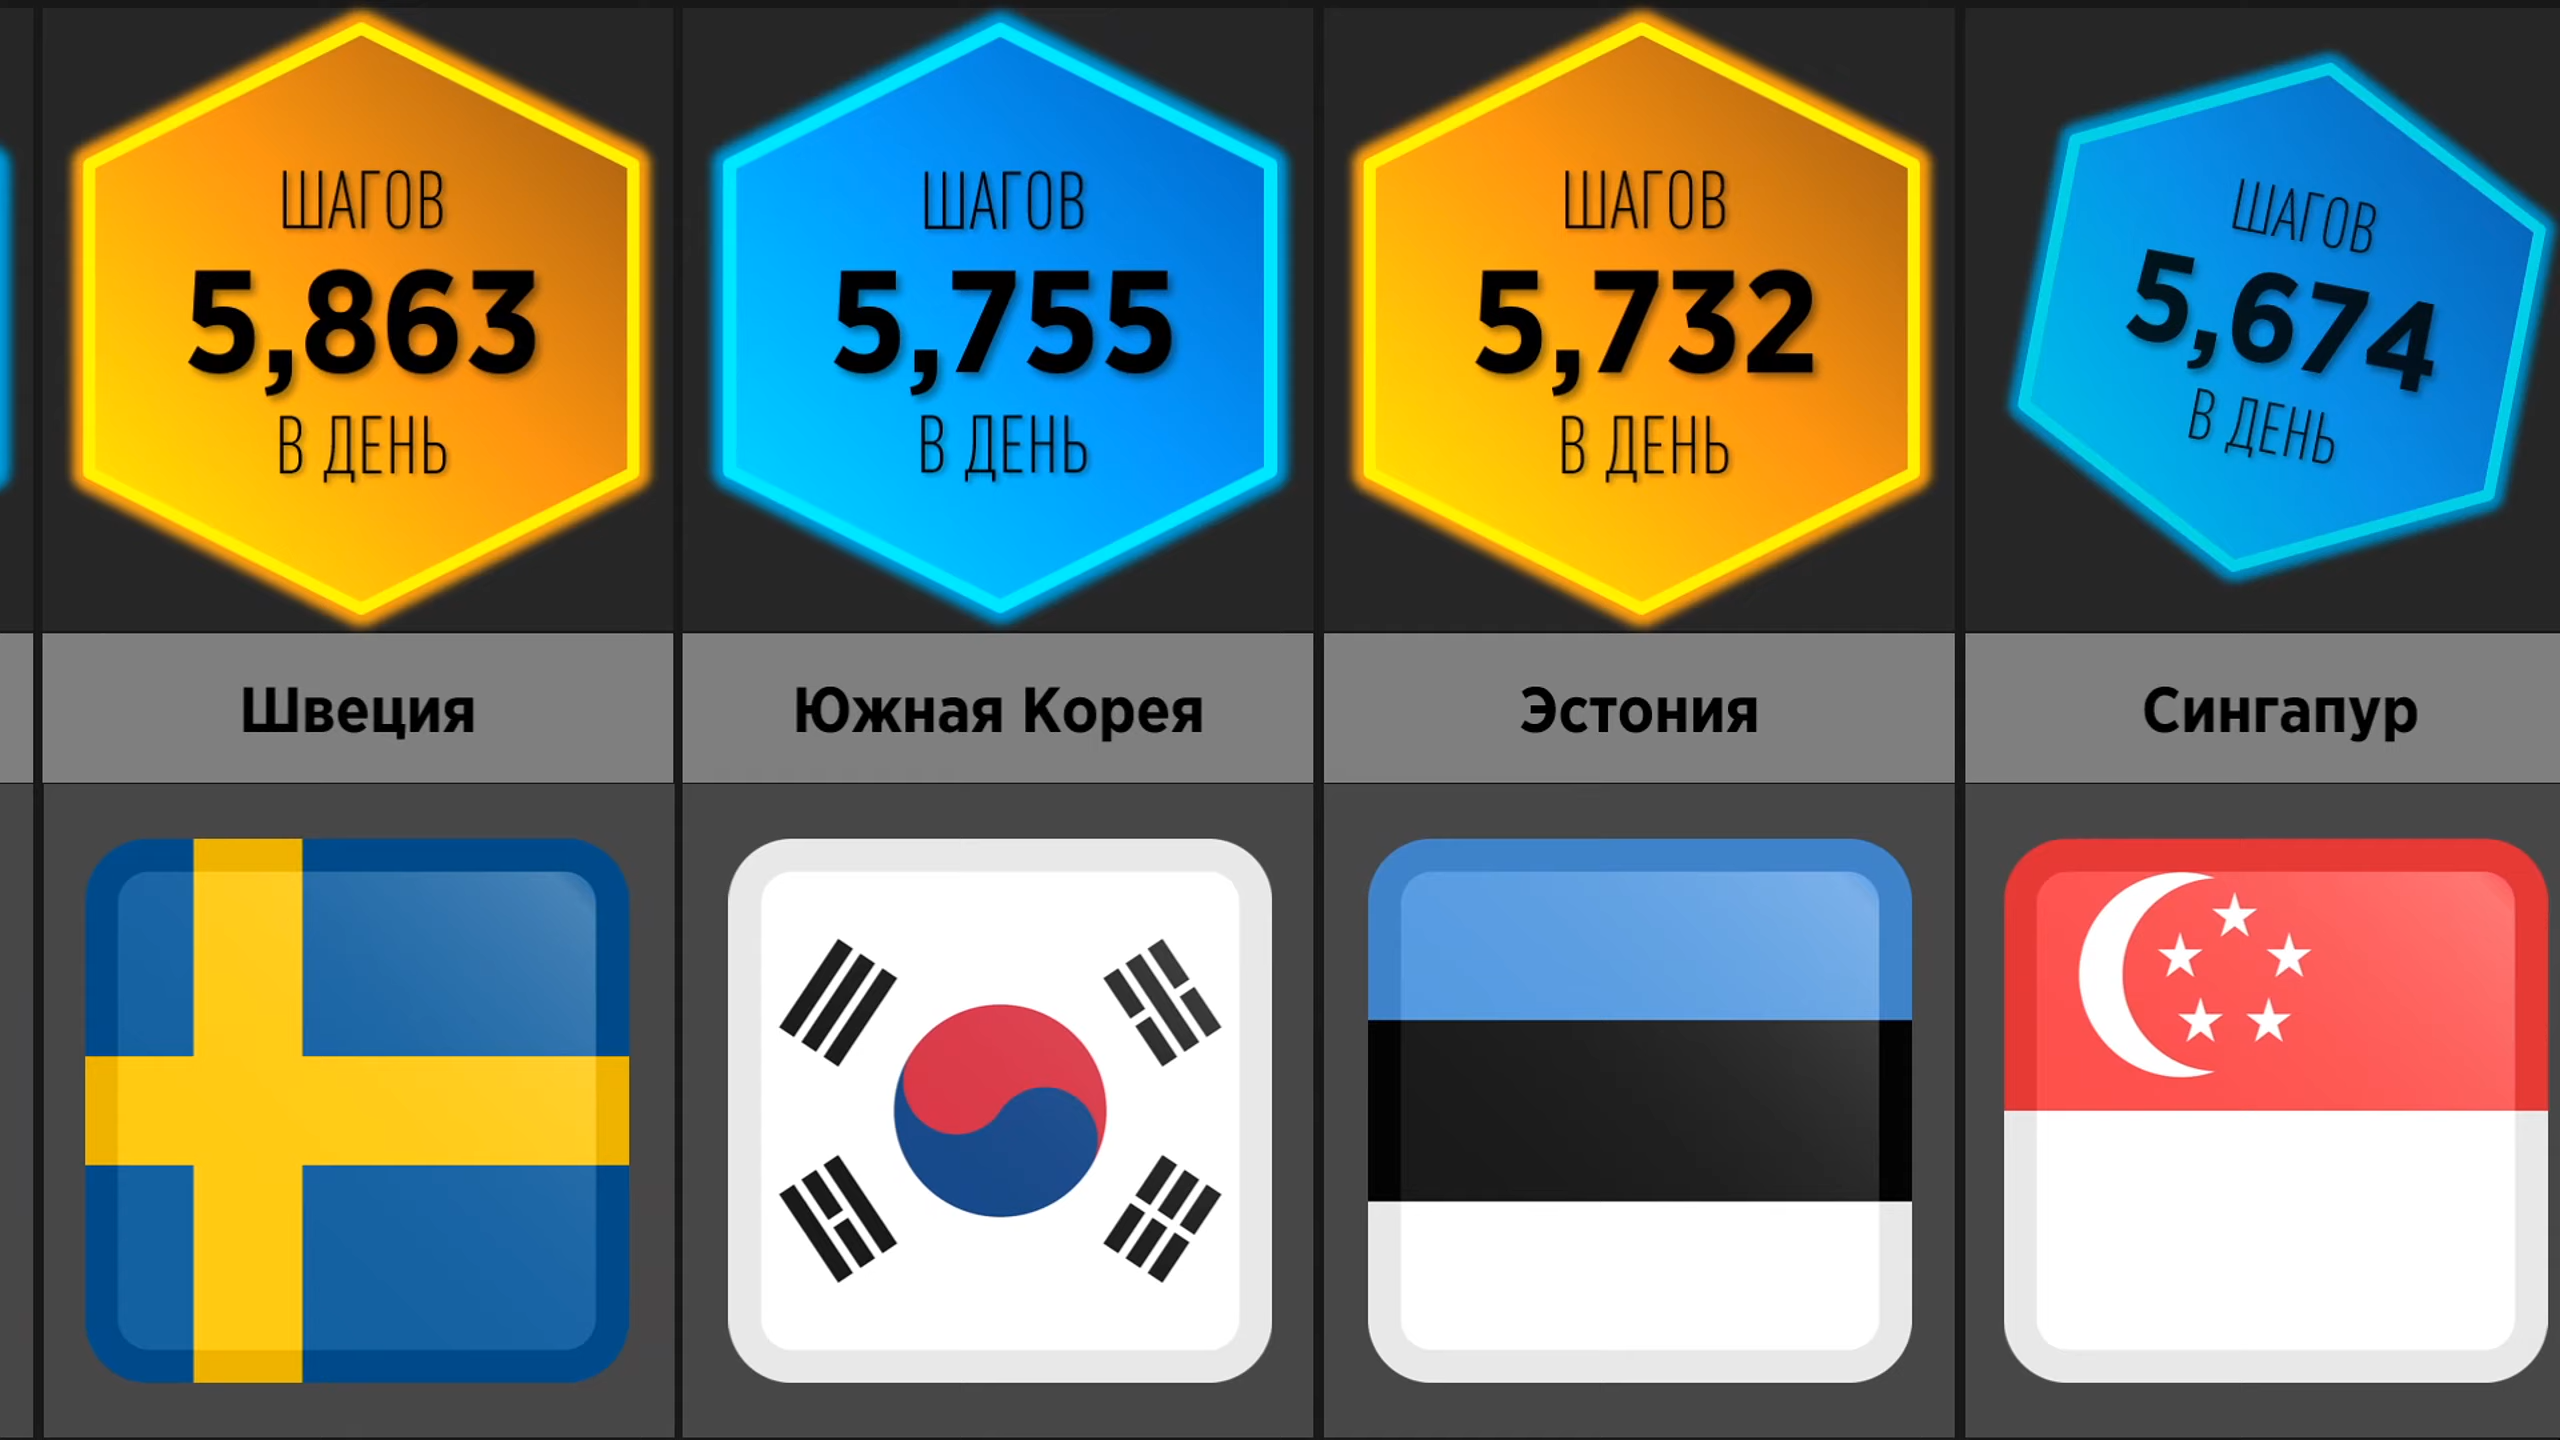 ШАГОВ
5,863
В ДЕНЬ
Швеция
ШАГОВ
5,755
В ДЕНЬ
Южная Корея
ШАГОВ
5,732
В ДЕНЬ
Эстония
ШАГОВ
5,674
В ДЕНЬ
Сингапур